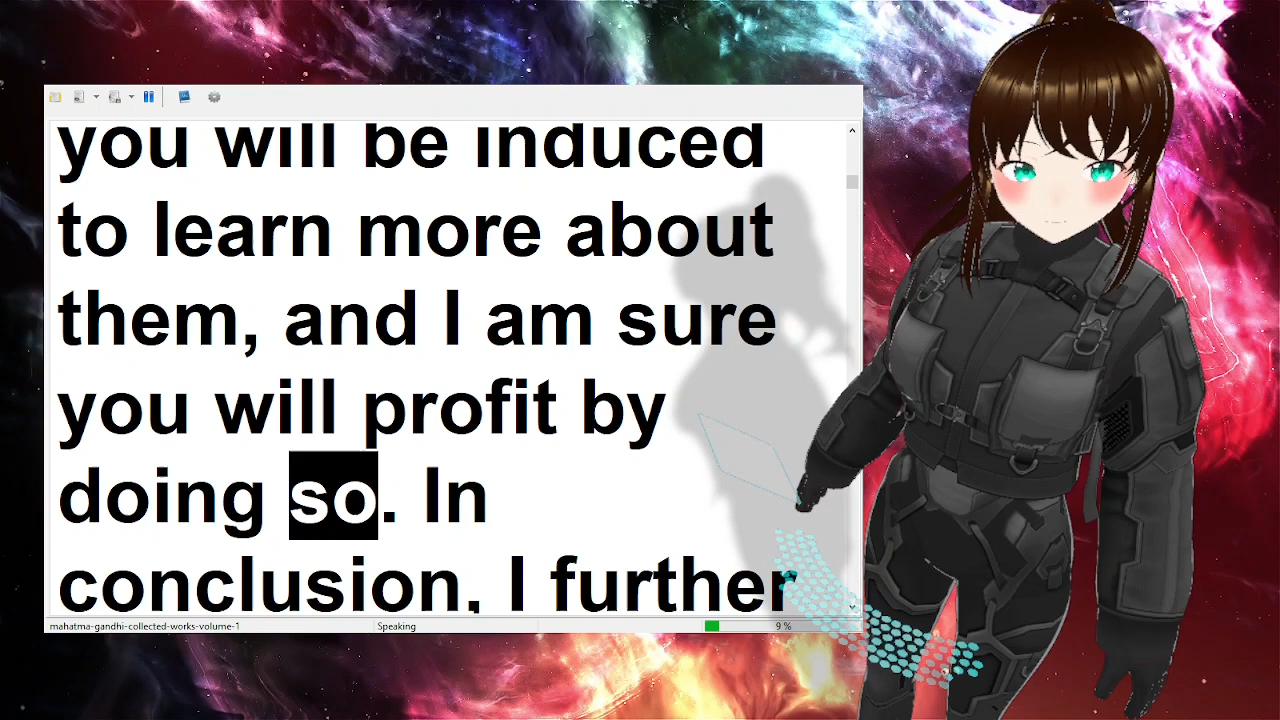 you will be induced
to learn more about
them, and I am sure
you will profit by
doing so. In
conclusion, I further
mahatma-gandhi-collected-works-volume-1 Speaking 9 %